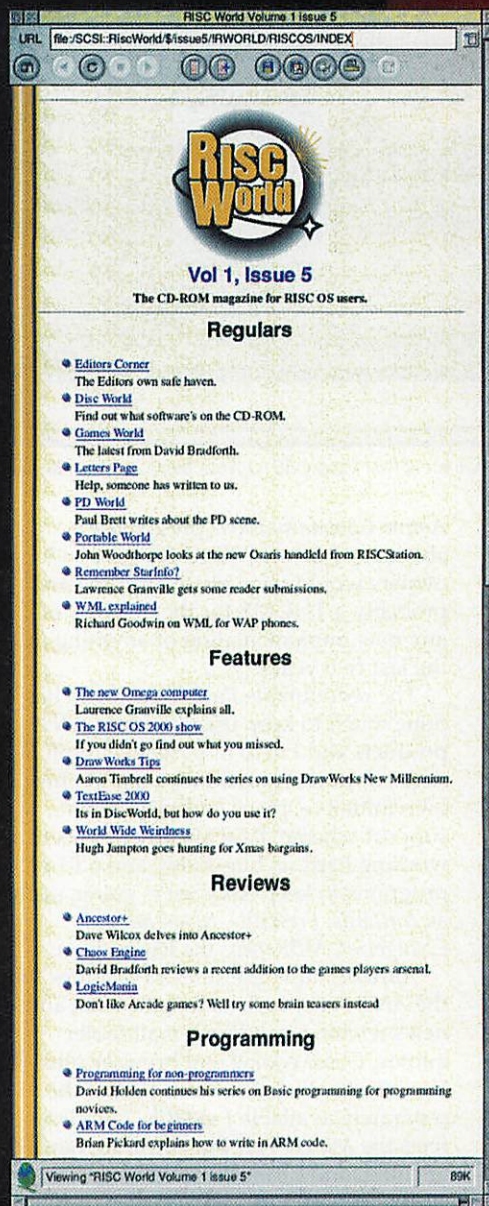 RISC World Volume 1 issue 5
URL file:/SCSI::RiscWorld/$/issue5/!RWORLD/RISCOS/INDEX
Risc
World
Vol 1, Issue 5
The CD-ROM magazine for RISC OS users.
Regulars
Editors Corner
The Editors own safe haven.
Disc World
Find out what software's on the CD-ROM.
Games World
The latest from David Bradforth.
Letters Page
Help, someone has written to us.
PD World
Paul Brett writes about the PD scene.
Portable World
John Woodthorpe looks at the new Osaris handleld from RISCStation.
Remember StarInfo?
Lawrence Granville gets some reader submissions.
WML explained
Richard Goodwin on WML for WAP phones.
Features
The new Omega computer
Laurence Granville explains all.
The RISC OS 2000 show
If you didn't go find out what you missed.
DrawWorks Tips
Aaron Timbrell continues the series on using DrawWorks New Millennium.
TextEase 2000
Its in DiscWorld, but how do you use it?
World Wide Weirdness
Hugh Jampton goes hunting for Xmas bargains.
Reviews
Ancestor+
Dave Wilcox delves into Ancestor+
Chaos Engine
David Bradforth reviews a recent addition to the games players arsenal.
LogicMania
Don't like Arcade games? Well try some brain teasers instead
Programming
Programming for non-programmers
David Holden continues his series on Basic programming for programming
novices.
ARM Code for beginners
Brian Pickard explains how to write in ARM code.
Viewing "RISC World Volume 1 issue 5" 89K